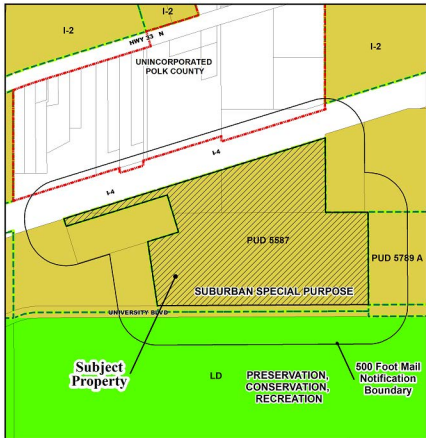 I-2
I-2
HWY 33 N
I-2
UNINCORPORATED
POLK COUNTY
I-4
I-4
PUD 5587
PUD 5789 A
SUBURBAN SPECIAL PURPOSE
UNIVERSITY BLVD
Subject
Property
LD
PRESERVATION,
CONSERVATION,
RECREATION
500 Foot Mail
Notification
Boundary